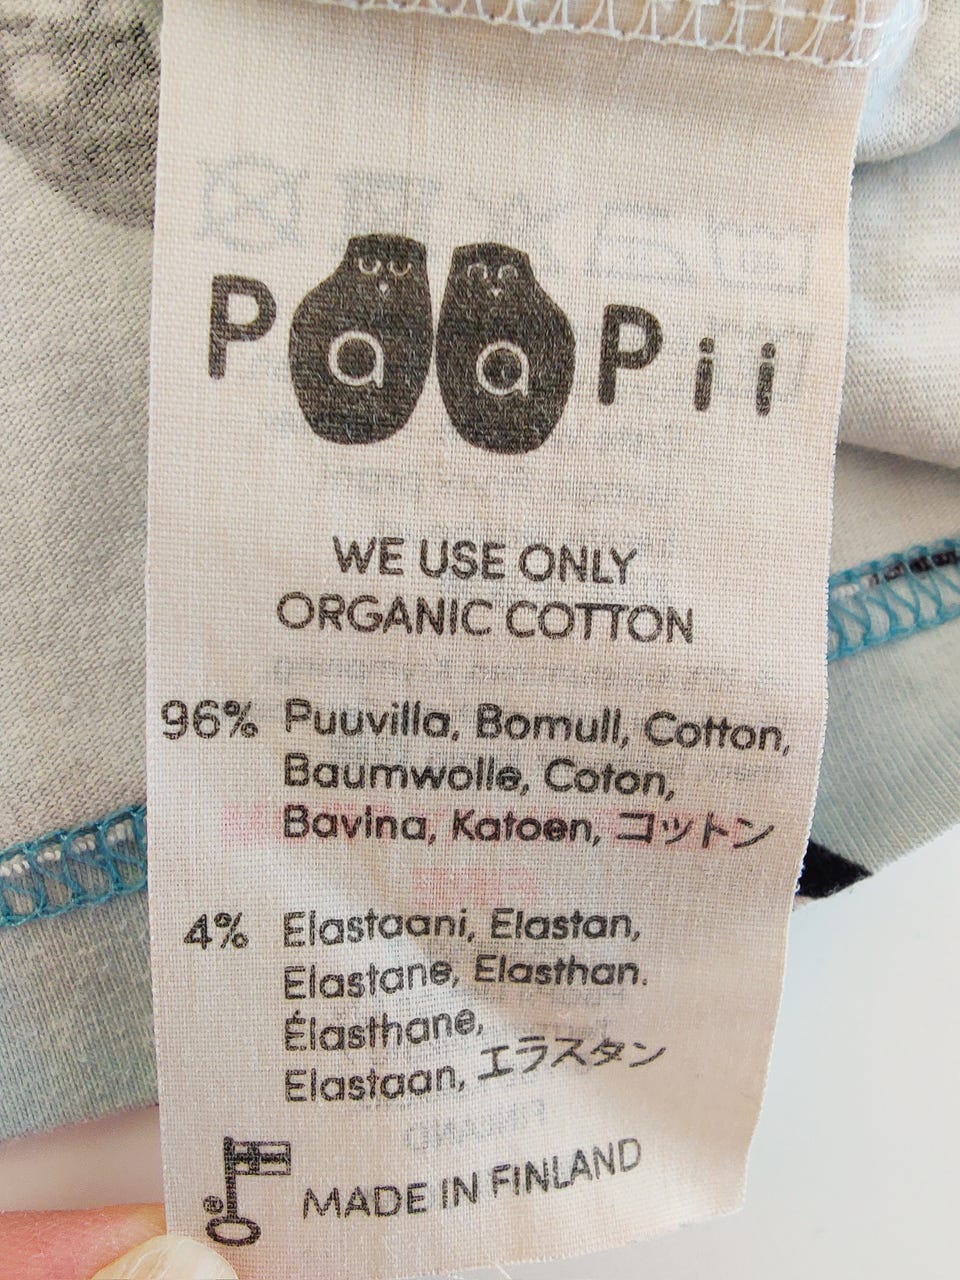 PaaPii
WE USE ONLY
ORGANIC COTTON
96% Puuvilla, Bomull, Cotton,
Baumwolle, Coton,
Bavlna, Katoen, コットン
4% Elastaani, Elastan,
Elastane, Elasthan.
Élasthane,
Elastaan, エラスタン
MADE IN FINLAND